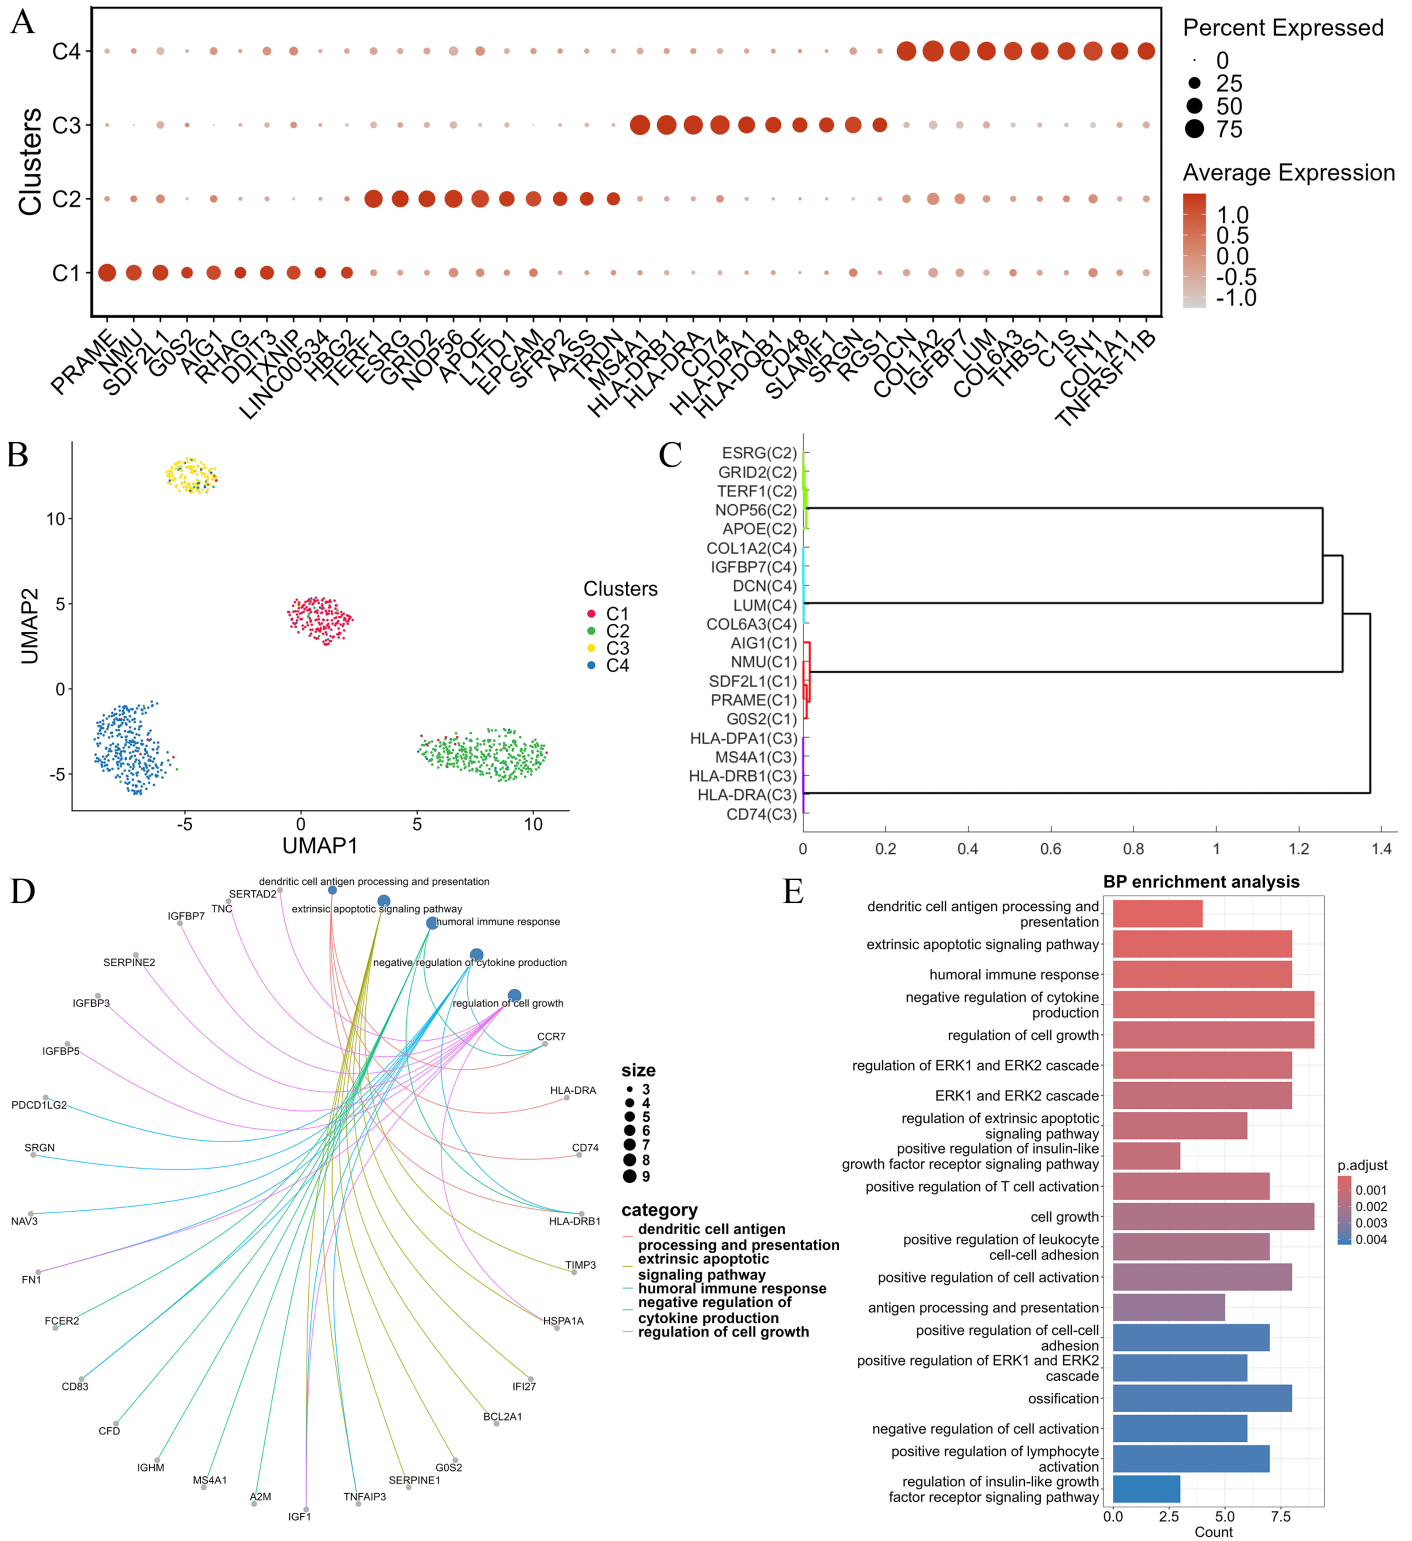 A
Clusters
C4
C3
C2
C1
PRAME
NMU
SDF2L1
G0S2
AIG1
RHAG
DDIT3
TXNIP
LINC00534
HBG2
TERF1
ESRG
GRID2
NOP56
APOE
L1TD1
EPCAM
SFRP2
AASS
TRDN
MS4A1
HLA-DRB1
HLA-DRA
CD74
HLA-DPA1
HLA-DQB1
CD48
SLAMF1
SRGN
RGS1
DCN
COL1A2
IGFBP7
LUM
COL6A3
THBS1
C1S
FN1
COL1A1
TNFRSF11B
Percent Expressed
0
25
50
75
Average Expression
1.0
0.5
0.0
-0.5
-1.0
B
UMAP2
10
5
0
-5
-5
0
5
10
UMAP1
Clusters
C1
C2
C3
C4
C
ESRG(C2)
GRID2(C2)
TERF1(C2)
NOP56(C2)
APOE(C2)
COL1A2(C4)
IGFBP7(C4)
DCN(C4)
LUM(C4)
COL6A3(C4)
AIG1(C1)
NMU(C1)
SDF2L1(C1)
PRAME(C1)
G0S2(C1)
HLA-DPA1(C3)
MS4A1(C3)
HLA-DRB1(C3)
HLA-DRA(C3)
CD74(C3)
0
0.2
0.4
0.6
0.8
1
1.2
1.4
D
dendritic cell antigen processing and presentation
extrinsic apoptotic signaling pathway
humoral immune response
negative regulation of cytokine production
regulation of cell growth
SERTAD2
TNC
IGFBP7
SERPINE2
IGFBP3
IGFBP5
PDCD1LG2
SRGN
NAV3
FN1
FCER2
CD83
CFD
IGHM
MS4A1
A2M
IGF1
TNFAIP3
SERPINE1
G0S2
BCL2A1
IFI27
HSPA1A
TIMP3
HLA-DRB1
CD74
HLA-DRA
CCR7
size
3
4
5
6
7
8
9
category
dendritic cell antigen
processing and presentation
extrinsic apoptotic
signaling pathway
humoral immune response
negative regulation of
cytokine production
regulation of cell growth
E
BP enrichment analysis
dendritic cell antigen processing and
presentation
extrinsic apoptotic signaling pathway
humoral immune response
negative regulation of cytokine
production
regulation of cell growth
regulation of ERK1 and ERK2 cascade
ERK1 and ERK2 cascade
regulation of extrinsic apoptotic
signaling pathway
positive regulation of insulin-like
growth factor receptor signaling pathway
positive regulation of T cell activation
cell growth
positive regulation of leukocyte
cell-cell adhesion
positive regulation of cell activation
antigen processing and presentation
positive regulation of cell-cell
adhesion
positive regulation of ERK1 and ERK2
cascade
ossification
negative regulation of cell activation
positive regulation of lymphocyte
activation
regulation of insulin-like growth
factor receptor signaling pathway
0.0
2.5
5.0
7.5
Count
p.adjust
0.001
0.002
0.003
0.004